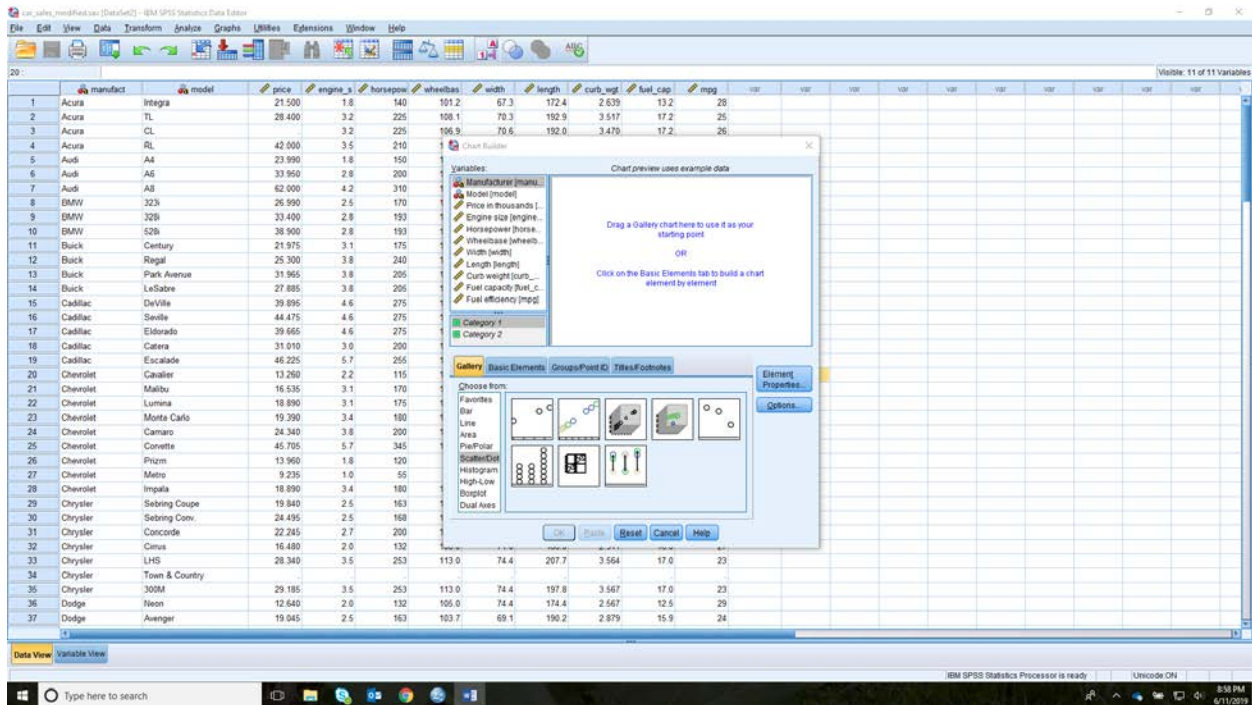 car_sales_modified.sav [DataSet2] - IBM SPSS Statistics Data Editor
File Edit View Data Transform Analyze Graphs Utilities Extensions Window Help
20 :
Visible: 11 of 11 Variables
manufact model price engine_s horsepow wheelbas width length curb_wgt fuel_cap mpg var var var var var var var var var var
1 Acura Integra 21.500 1.8 140 101.2 67.3 172.4 2.639 13.2 28
2 Acura TL 28.400 3.2 225 108.1 70.3 192.9 3.517 17.2 25
3 Acura CL . 3.2 225 106.9 70.6 192.0 3.470 17.2 26
4 Acura RL 42.000 3.5 210 1
5 Audi A4 23.990 1.8 150
6 Audi A6 33.950 2.8 200
7 Audi A8 62.000 4.2 310
8 BMW 323i 26.990 2.5 170
9 BMW 328i 33.400 2.8 193
10 BMW 528i 38.900 2.8 193
11 Buick Century 21.975 3.1 175
12 Buick Regal 25.300 3.8 240
13 Buick Park Avenue 31.965 3.8 205
14 Buick LeSabre 27.885 3.8 205
15 Cadillac DeVille 39.895 4.6 275
16 Cadillac Seville 44.475 4.6 275
17 Cadillac Eldorado 39.665 4.6 275
18 Cadillac Catera 31.010 3.0 200
19 Cadillac Escalade 46.225 5.7 255
20 Chevrolet Cavalier 13.260 2.2 115
21 Chevrolet Malibu 16.535 3.1 170
22 Chevrolet Lumina 18.890 3.1 175
23 Chevrolet Monte Carlo 19.390 3.4 180
24 Chevrolet Camaro 24.340 3.8 200
25 Chevrolet Corvette 45.705 5.7 345
26 Chevrolet Prizm 13.960 1.8 120
27 Chevrolet Metro 9.235 1.0 55
28 Chevrolet Impala 18.890 3.4 180
29 Chrysler Sebring Coupe 19.840 2.5 163
30 Chrysler Sebring Conv. 24.495 2.5 168
31 Chrysler Concorde 22.245 2.7 200
32 Chrysler Cirrus 16.480 2.0 132
33 Chrysler LHS 28.340 3.5 253 113.0 74.4 207.7 3.564 17.0 23
34 Chrysler Town & Country
35 Chrysler 300M 29.185 3.5 253 113.0 74.4 197.8 3.567 17.0 23
36 Dodge Neon 12.640 2.0 132 105.0 74.4 174.4 2.567 12.5 29
37 Dodge Avenger 19.045 2.5 163 103.7 69.1 190.2 2.879 15.9 24
Chart Builder
Variables:
Chart preview uses example data
Manufacturer [manu...
Model [model]
Price in thousands [...
Engine size [engine...
Horsepower [horse...
Wheelbase [wheelb...
Width [width]
Length [length]
Curb weight [curb_...
Fuel capacity [fuel_c...
Fuel efficiency [mpg]
Category 1
Category 2
Drag a Gallery chart here to use it as your
starting point
OR
Click on the Basic Elements tab to build a chart
element by element
Gallery Basic Elements Groups/Point ID Titles/Footnotes
Element
Properties...
Options...
Choose from:
Favorites
Bar
Line
Area
Pie/Polar
Scatter/Dot
Histogram
High-Low
Boxplot
Dual Axes
OK Paste Reset Cancel Help
Data View Variable View
IBM SPSS Statistics Processor is ready Unicode:ON
Type here to search
8:58 PM
6/11/2019